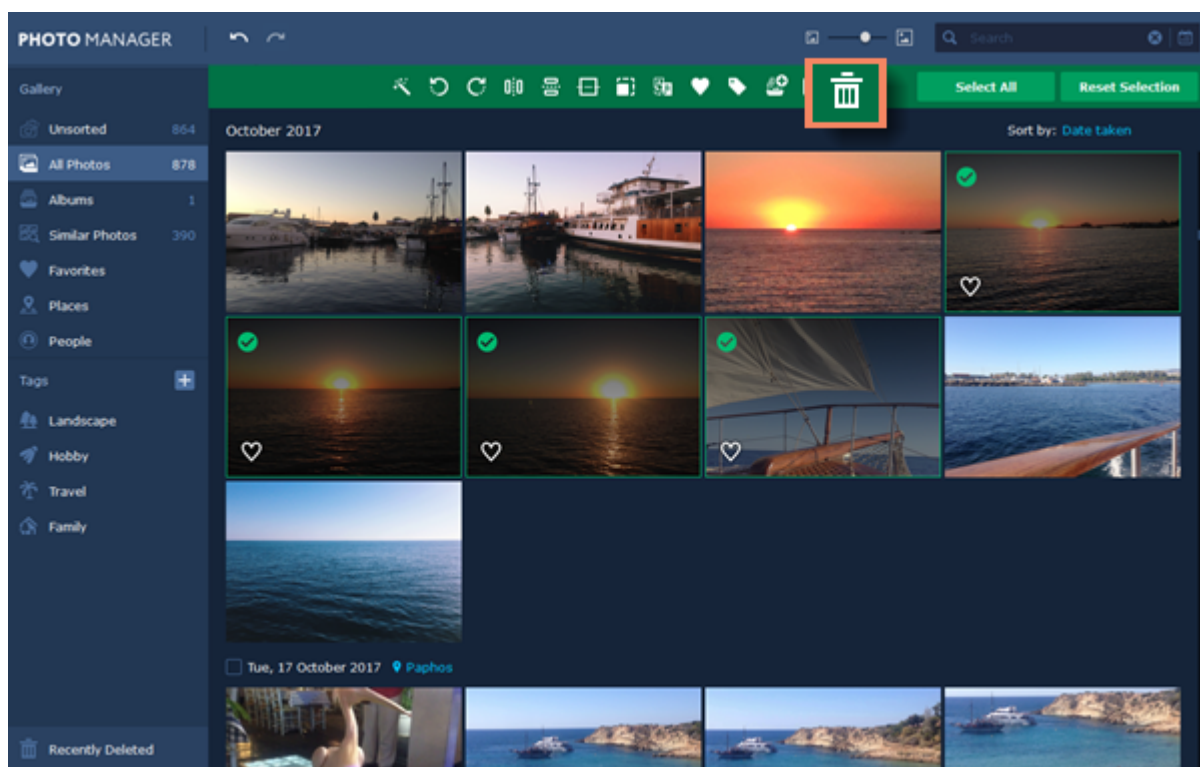 PHOTO MANAGER
Search
Gallery
Select All
Reset Selection
Unsorted 864
October 2017
Sort by: Date taken
All Photos 878
Albums 1
Similar Photos 390
Favorites
Places
People
Tags
Landscape
Hobby
Travel
Family
Tue, 17 October 2017 Paphos
Recently Deleted